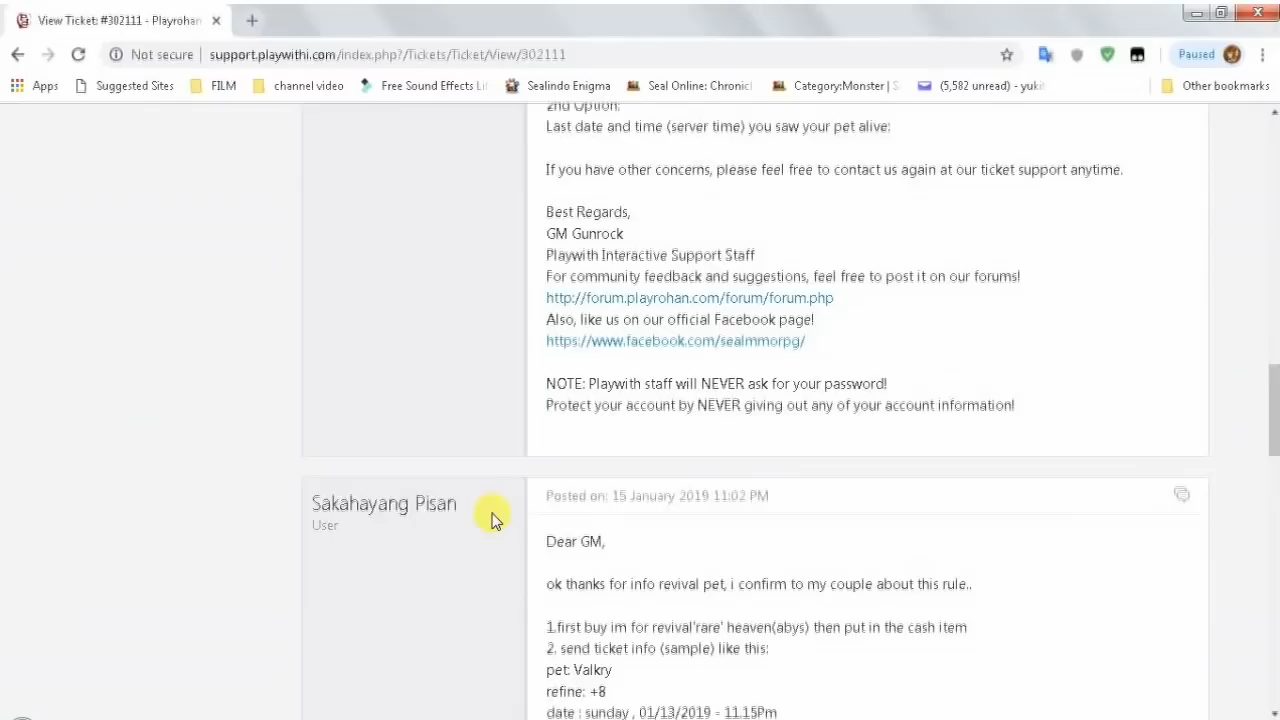 View Ticket: #302111 - Playrohan
Not secure | support.playwithi.com/index.php?/Tickets/Ticket/View/302111
Paused
Apps Suggested Sites FILM channel video Free Sound Effects Li Sealindo Enigma Seal Online: Chronicl Category:Monster | S (5,582 unread) - yuki Other bookmarks
2nd Option:
Last date and time (server time) you saw your pet alive:
If you have other concerns, please feel free to contact us again at our ticket support anytime.
Best Regards,
GM Gunrock
Playwith Interactive Support Staff
For community feedback and suggestions, feel free to post it on our forums!
http://forum.playrohan.com/forum/forum.php
Also, like us on our official Facebook page!
https://www.facebook.com/sealmmorpg/
NOTE: Playwith staff will NEVER ask for your password!
Protect your account by NEVER giving out any of your account information!
Sakahayang Pisan
User
Posted on: 15 January 2019 11:02 PM
Dear GM,
ok thanks for info revival pet, i confirm to my couple about this rule..
1.first buy im for revival'rare' heaven(abys) then put in the cash item
2. send ticket info (sample) like this:
pet: Valkry
refine: +8
date : sunday , 01/13/2019 - 11.15Pm